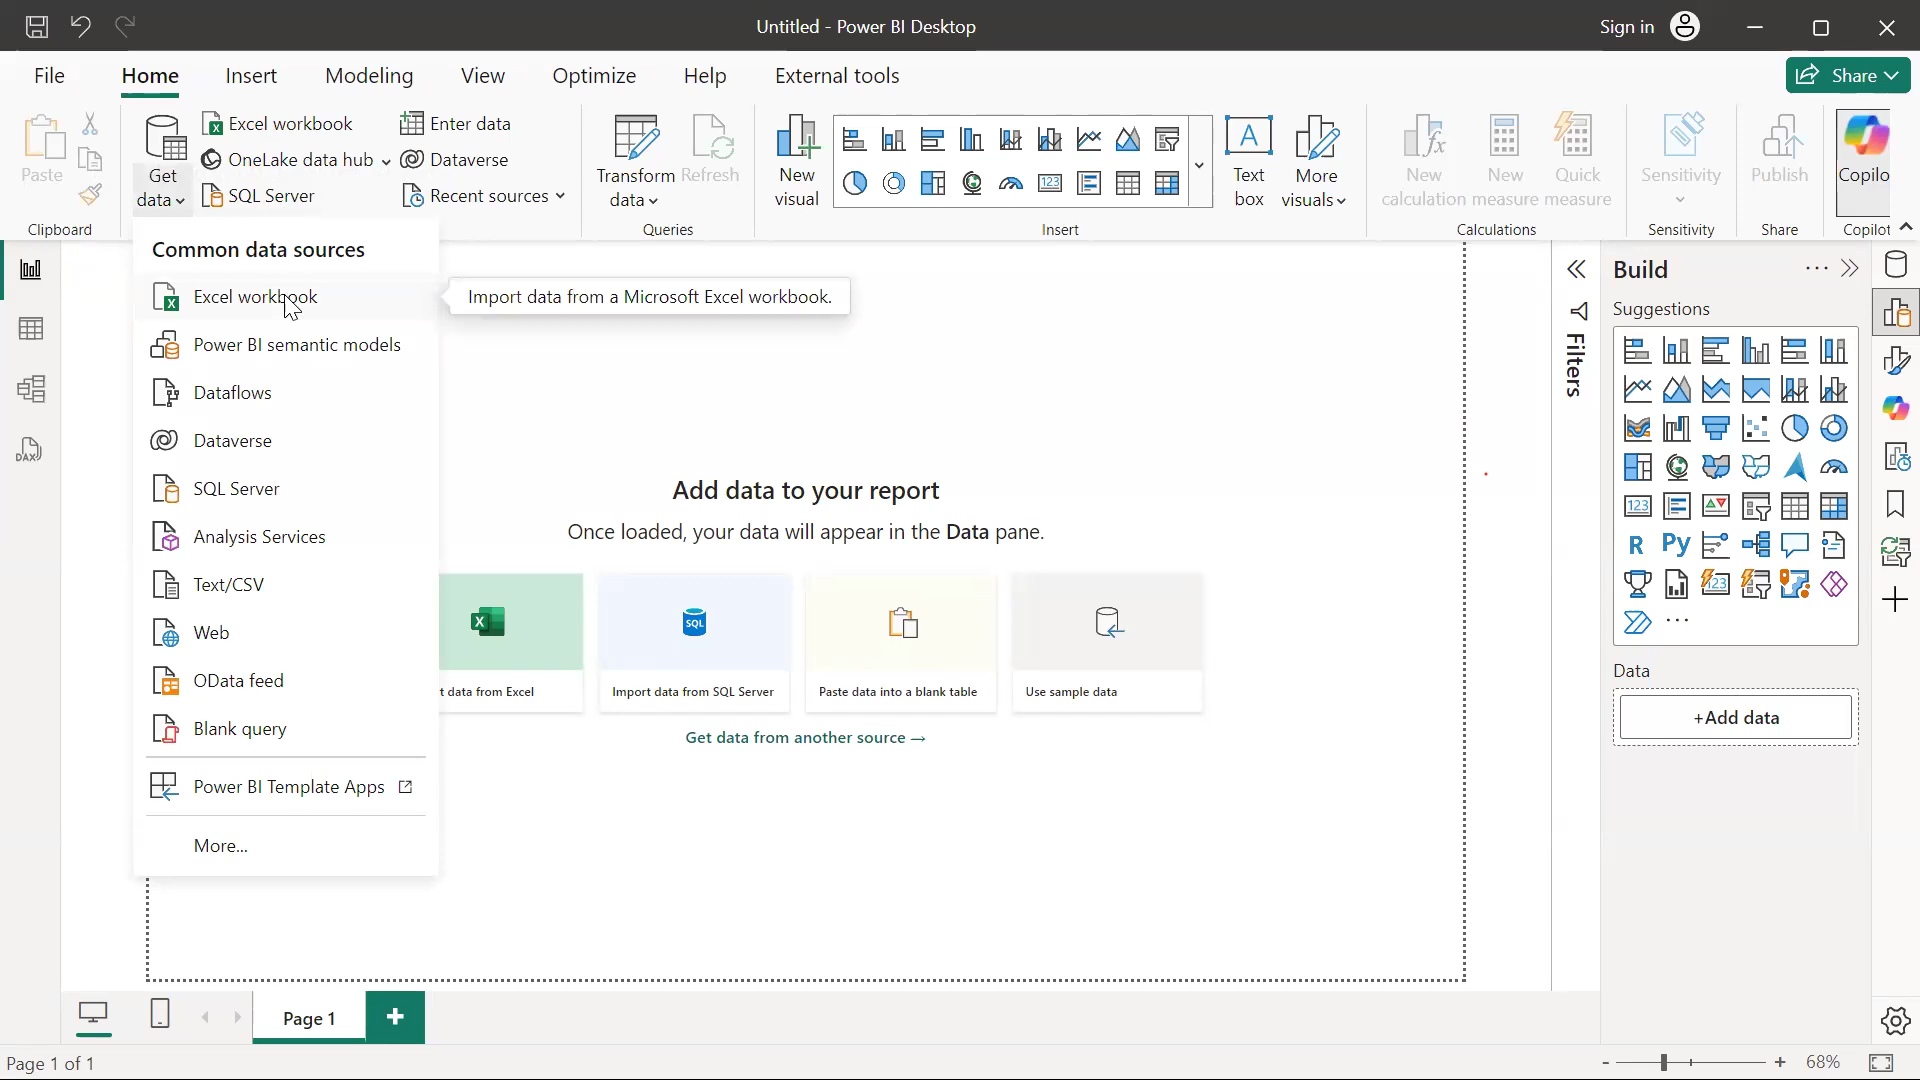 Untitled - Power BI Desktop
Sign in
File Home Insert Modeling View Optimize Help External tools
Share
Paste
Get data
Excel workbook
OneLake data hub
SQL Server
Enter data
Dataverse
Recent sources
Transform data
Refresh
New visual
123
A
Text box
More visuals
New calculation
New measure
Quick measure
Sensitivity
Publish
Copilo
Clipboard
Queries
Insert
Calculations
Sensitivity
Share
Copilot
Common data sources
Excel workbook
Import data from a Microsoft Excel workbook.
Power BI semantic models
Dataflows
Dataverse
SQL Server
Analysis Services
Text/CSV
Web
OData feed
Blank query
Power BI Template Apps
More...
DAX
Add data to your report
Once loaded, your data will appear in the Data pane.
SQL
t data from Excel
Import data from SQL Server
Paste data into a blank table
Use sample data
Get data from another source →
Filters
Build
Suggestions
123
R Py
123
Data
+Add data
Page 1
Page 1 of 1
- + 68%